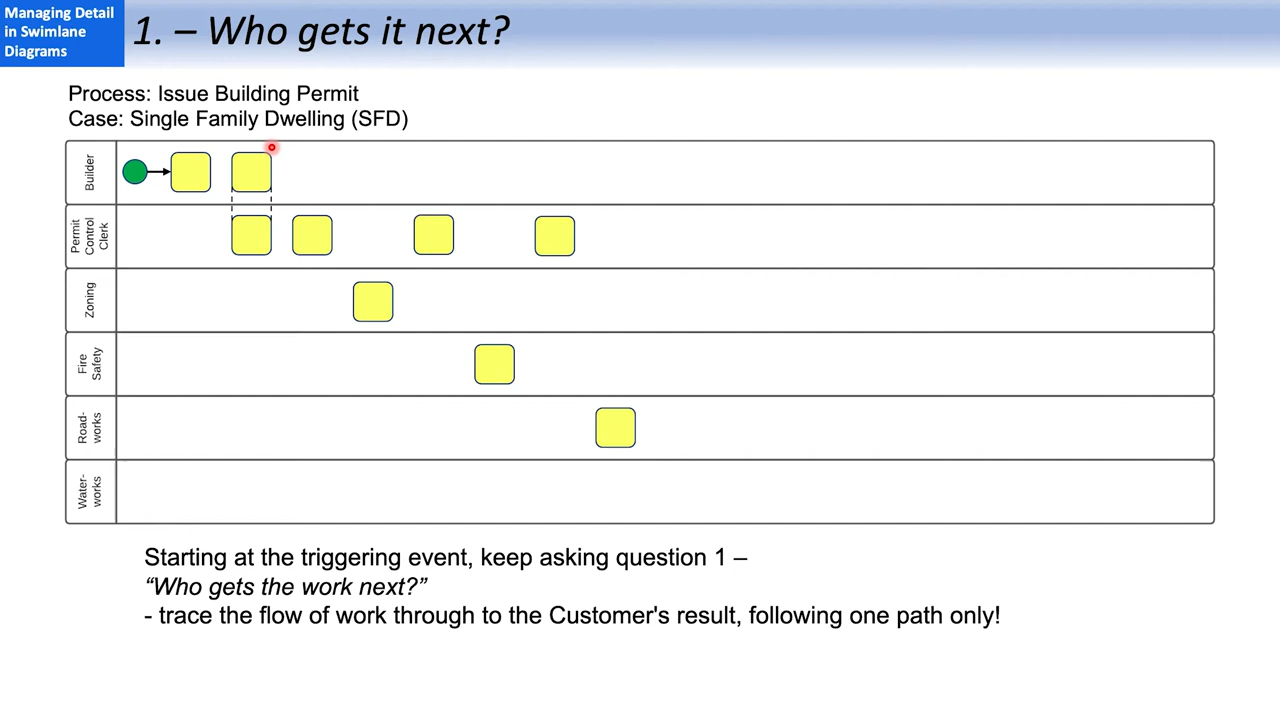 Managing Detail
in Swimlane
Diagrams
1. – Who gets it next?
Process: Issue Building Permit
Case: Single Family Dwelling (SFD)
Builder
Permit
Control
Clerk
Zoning
Fire
Safety
Road-
works
Water-
works
Starting at the triggering event, keep asking question 1 –
“Who gets the work next?”
- trace the flow of work through to the Customer's result, following one path only!